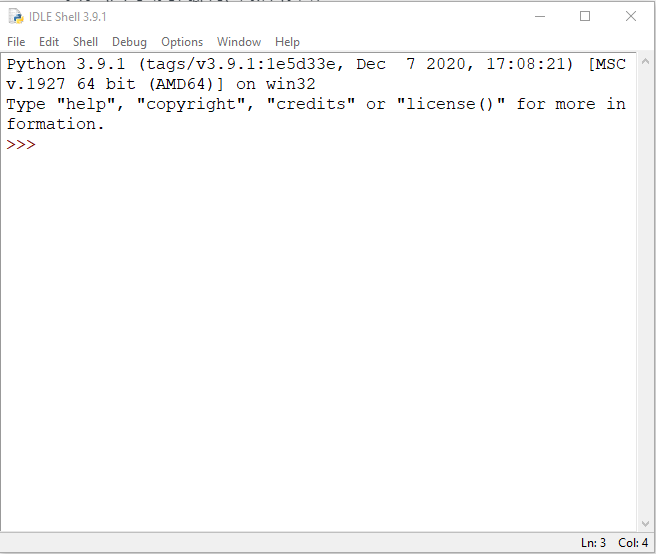 IDLE Shell 3.9.1
File Edit Shell Debug Options Window Help
Python 3.9.1 (tags/v3.9.1:1e5d33e, Dec  7 2020, 17:08:21) [MSC
v.1927 64 bit (AMD64)] on win32
Type "help", "copyright", "credits" or "license()" for more in
formation.
>>>
Ln: 3 Col: 4